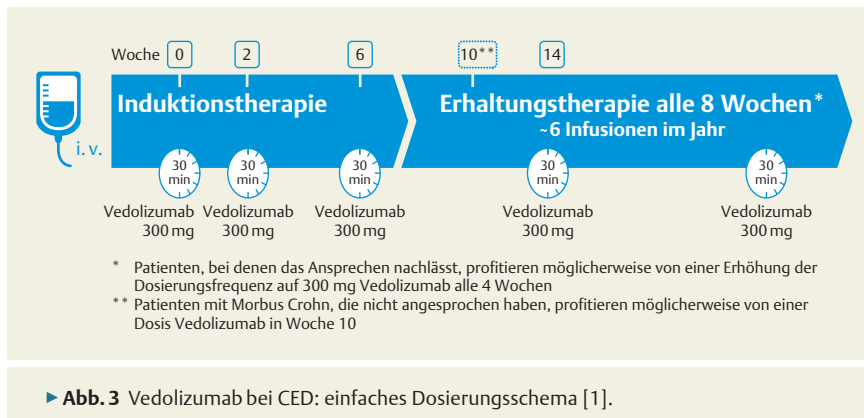 Woche 0 2 6 10** 14
Induktionstherapie
Erhaltungstherapie alle 8 Wochen*
~6 Infusionen im Jahr
i. v.
30 min
30 min
30 min
30 min
30 min
Vedolizumab 300 mg
Vedolizumab 300 mg
Vedolizumab 300 mg
Vedolizumab 300 mg
Vedolizumab 300 mg
* Patienten, bei denen das Ansprechen nachlässt, profitieren möglicherweise von einer Erhöhung der
Dosierungsfrequenz auf 300 mg Vedolizumab alle 4 Wochen
** Patienten mit Morbus Crohn, die nicht angesprochen haben, profitieren möglicherweise von einer
Dosis Vedolizumab in Woche 10
►Abb. 3 Vedolizumab bei CED: einfaches Dosierungsschema [1].